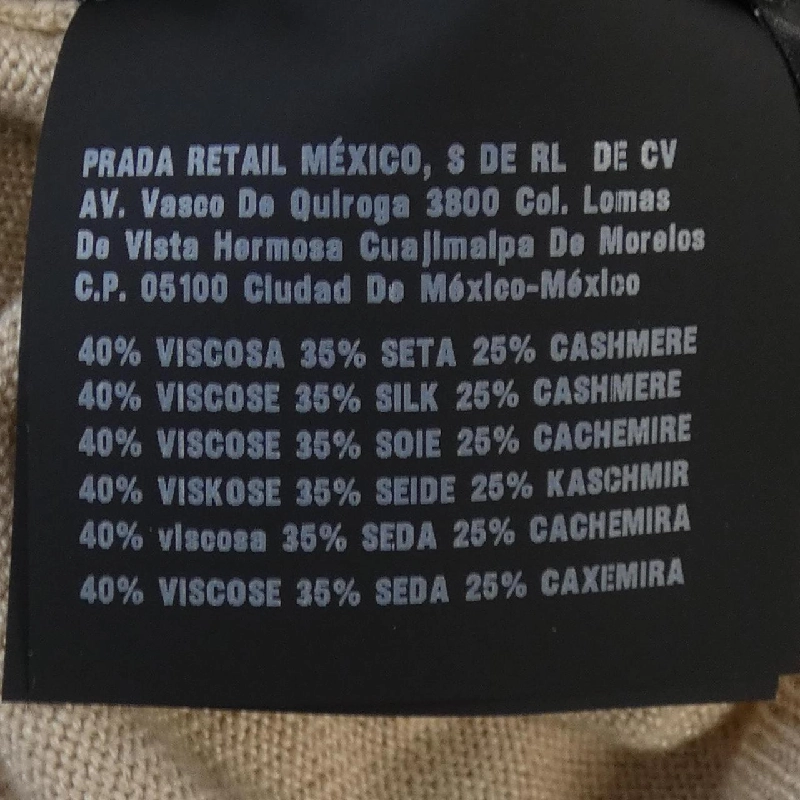 PRADA RETAIL MÉXICO, S DE RL DE CV
AV. Vasco De Quiroga 3800 Col. Lomas
De Vista Hermosa Cuajimalpa De Morelos
C.P. 05100 Ciudad De México-México
40% VISCOSA 35% SETA 25% CASHMERE
40% VISCOSE 35% SILK 25% CASHMERE
40% VISCOSE 35% SOIE 25% CACHEMIRE
40% VISKOSE 35% SEIDE 25% KASCHMIR
40% viscosa 35% SEDA 25% CACHEMIRA
40% VISCOSE 35% SEDA 25% CAXEMIRA